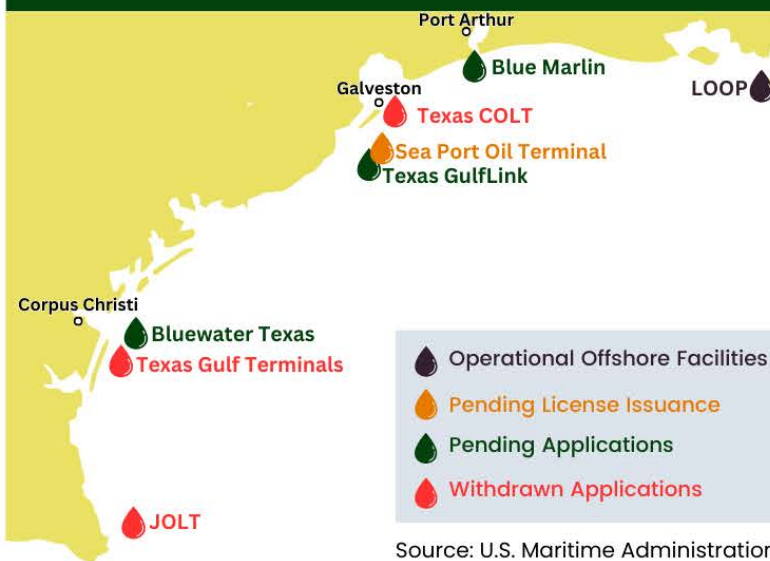 Port Arthur
Blue Marlin
LOOP
Galveston
Texas COLT
Sea Port Oil Terminal
Texas GulfLink
Corpus Christi
Bluewater Texas
Texas Gulf Terminals
JOLT
Operational Offshore Facilities
Pending License Issuance
Pending Applications
Withdrawn Applications
Source: U.S. Maritime Administration